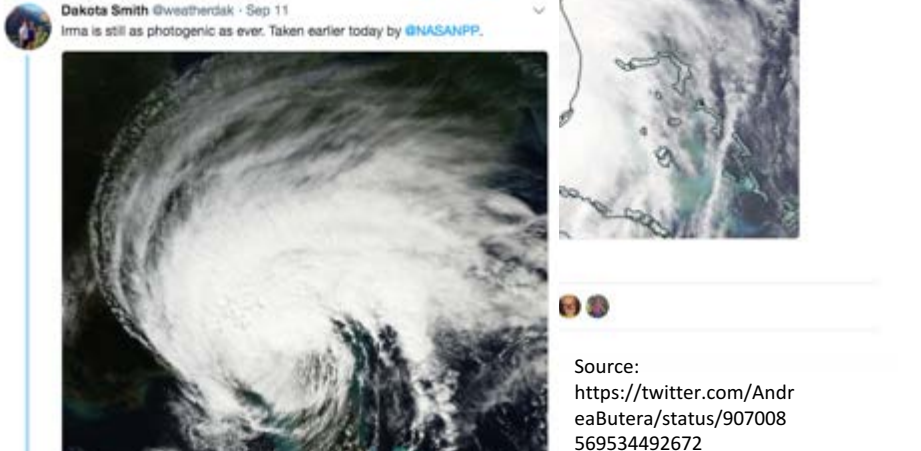 Dakota Smith @weatherdak · Sep 11
Irma is still as photogenic as ever. Taken earlier today by @NASANPP.
Source:
https://twitter.com/Andr
eaButera/status/907008
569534492672